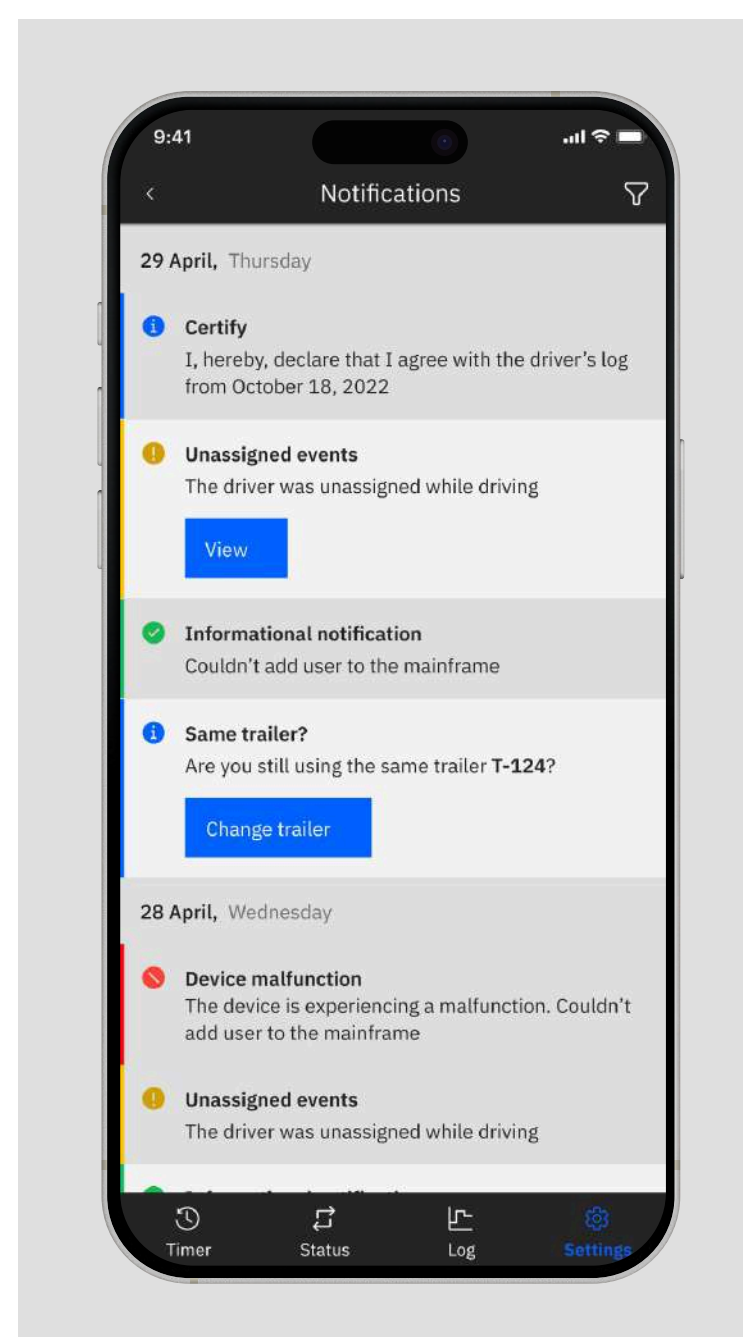 9:41
Notifications
29 April, Thursday
Certify
I, hereby, declare that I agree with the driver’s log
from October 18, 2022
Unassigned events
The driver was unassigned while driving
View
Informational notification
Couldn’t add user to the mainframe
Same trailer?
Are you still using the same trailer T-124?
Change trailer
28 April, Wednesday
Device malfunction
The device is experiencing a malfunction. Couldn’t
add user to the mainframe
Unassigned events
The driver was unassigned while driving
Timer
Status
Log
Settings